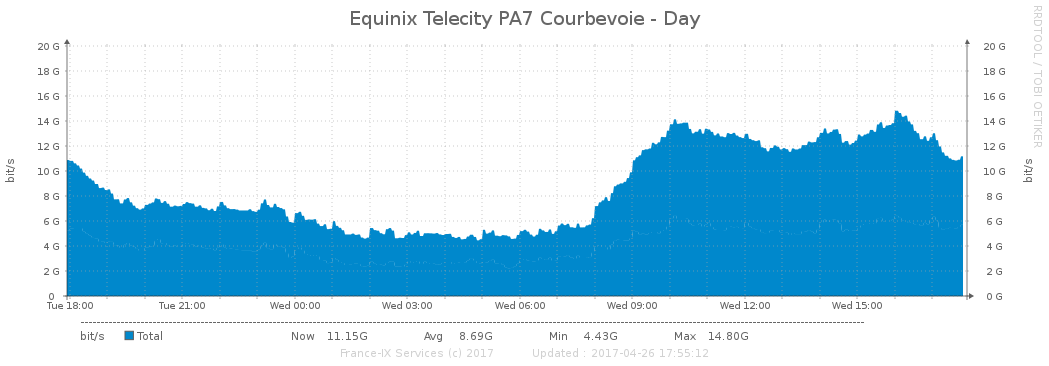 Equinix Telecity PA7 Courbevoie - Day
RRDTOOL / TOBI OETIKER
20 G 20 G
18 G 18 G
16 G 16 G
14 G 14 G
12 G 12 G
10 G 10 G
8 G 8 G
6 G 6 G
4 G 4 G
2 G 2 G
0 0 G
bit/s bit/s
Tue 18:00 Tue 21:00 Wed 00:00 Wed 03:00 Wed 06:00 Wed 09:00 Wed 12:00 Wed 15:00
bit/s Total Now 11.15G Avg 8.69G Min 4.43G Max 14.80G
France-IX Services (c) 2017 Updated : 2017-04-26 17:55:12